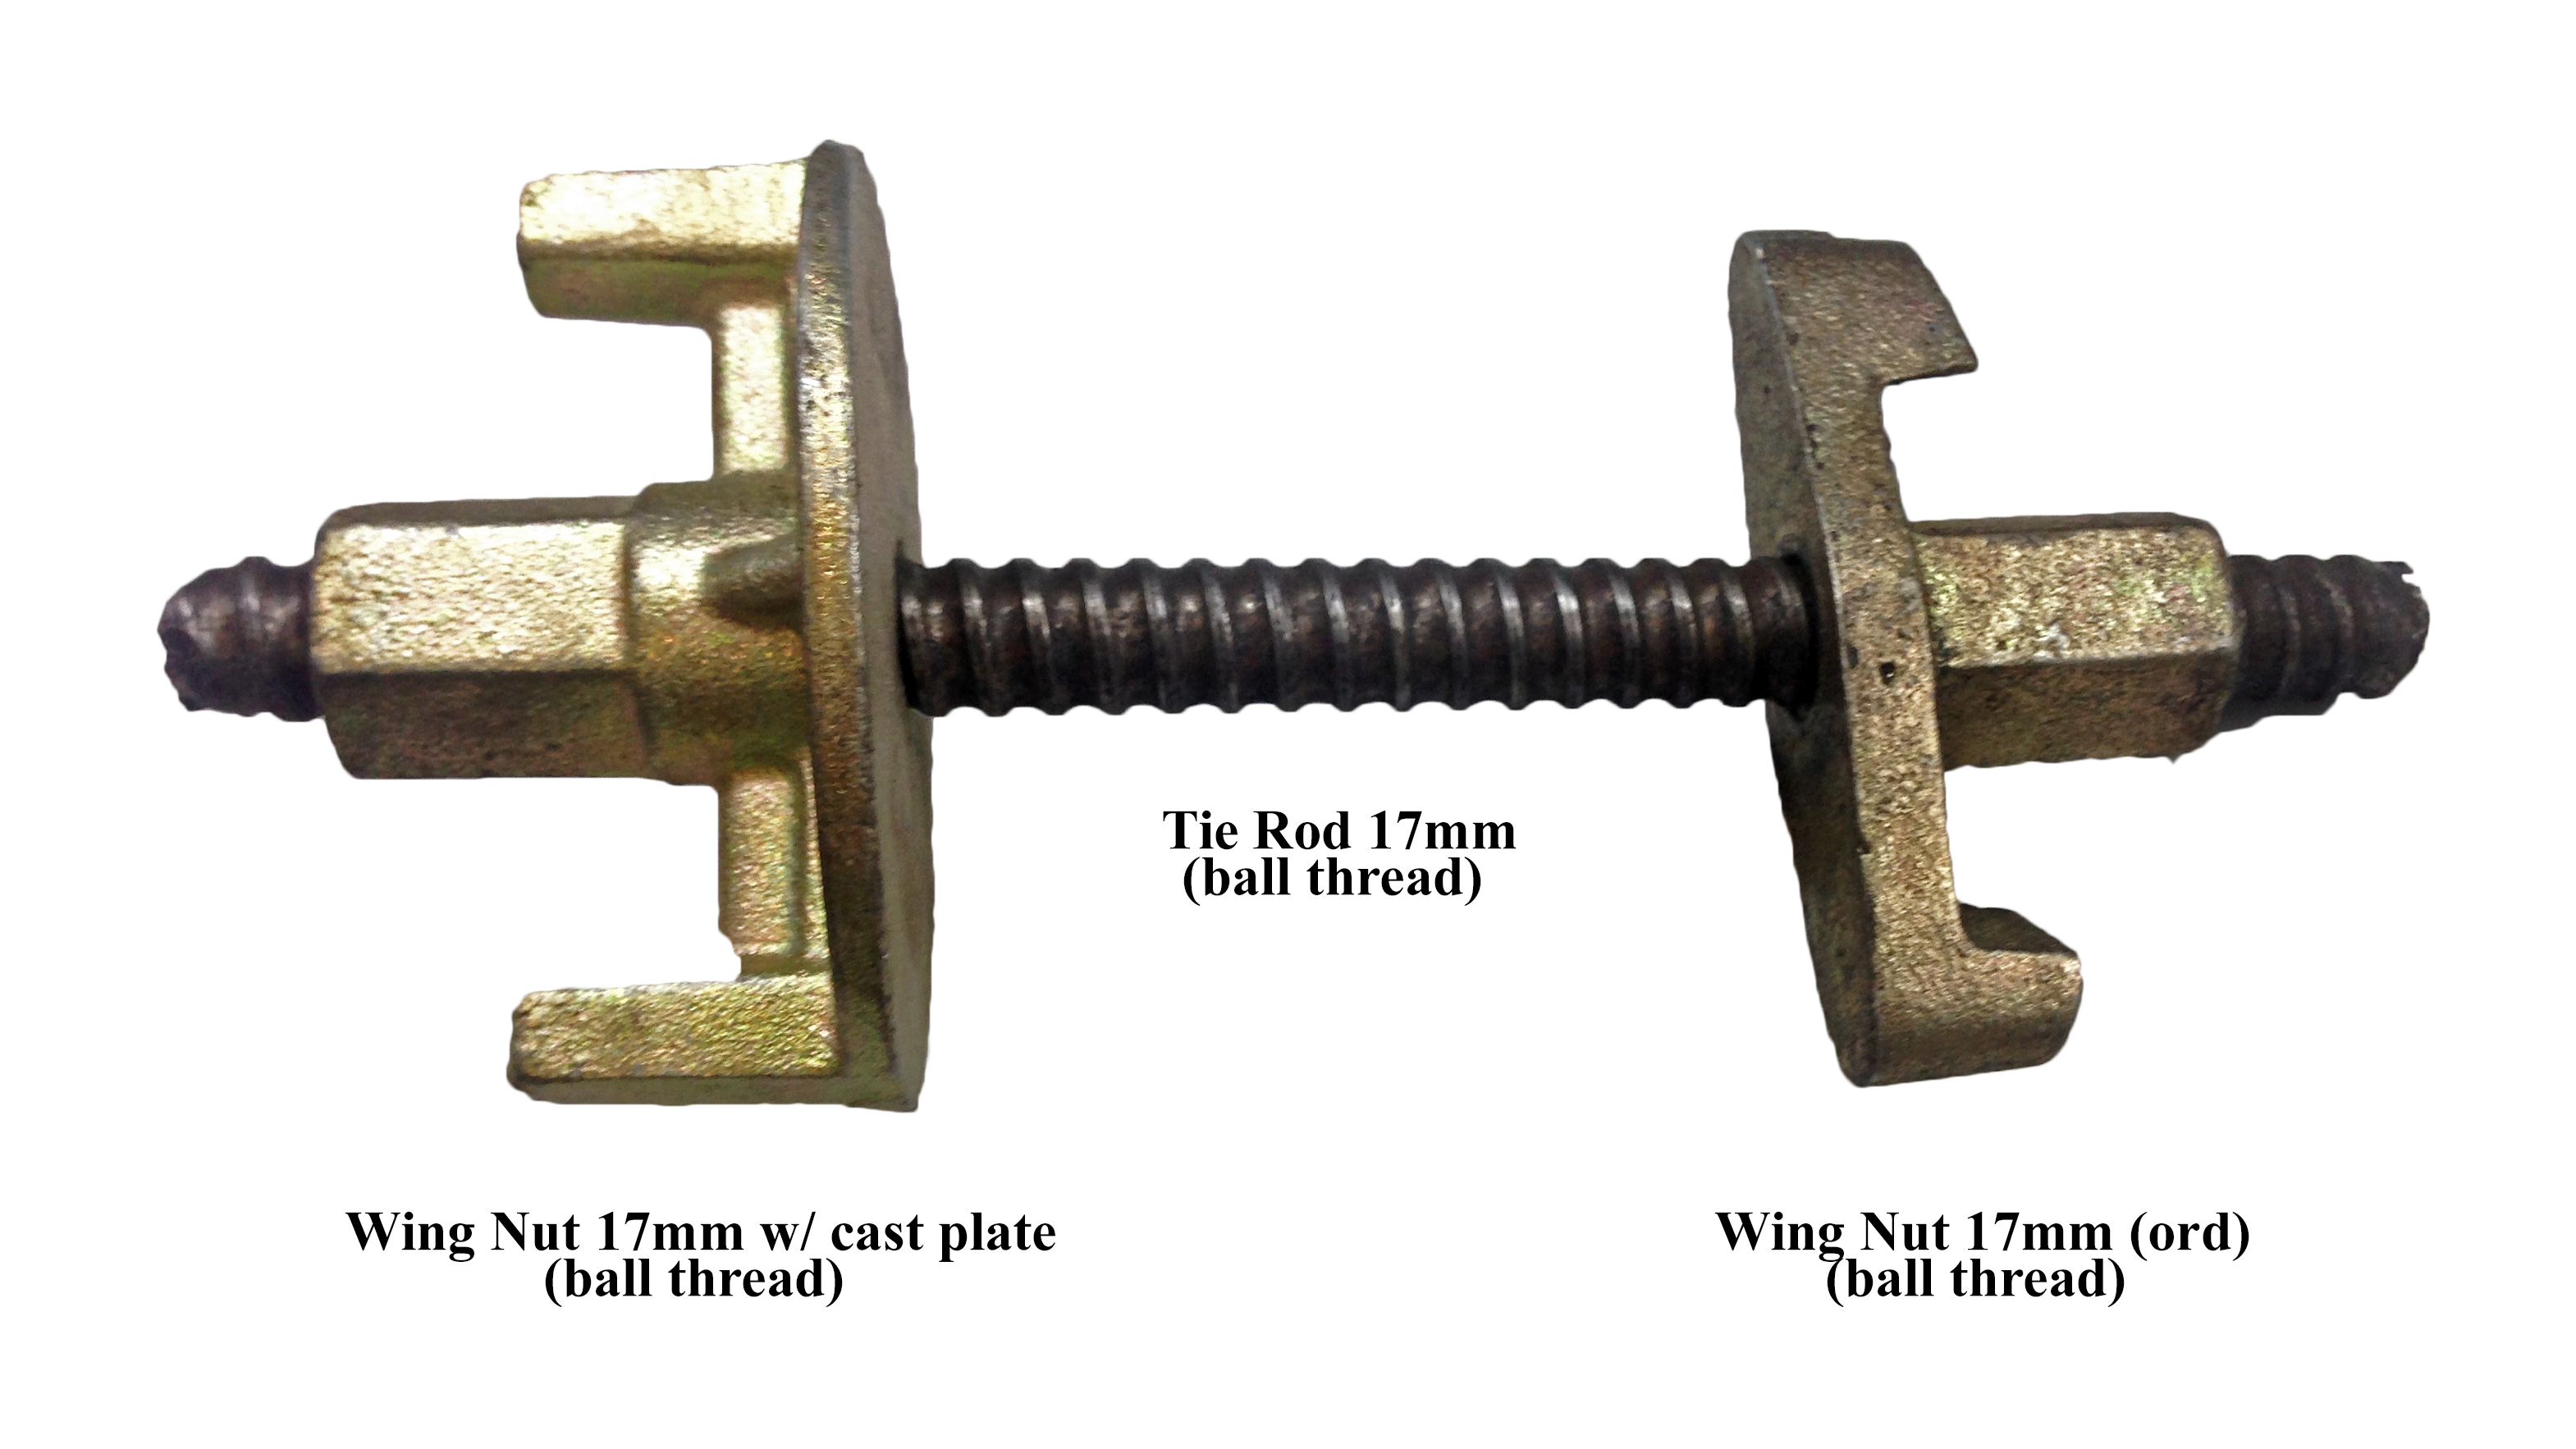 Tie Rod 17mm
(ball thread)
Wing Nut 17mm w/ cast plate
(ball thread)
Wing Nut 17mm (ord)
(ball thread)